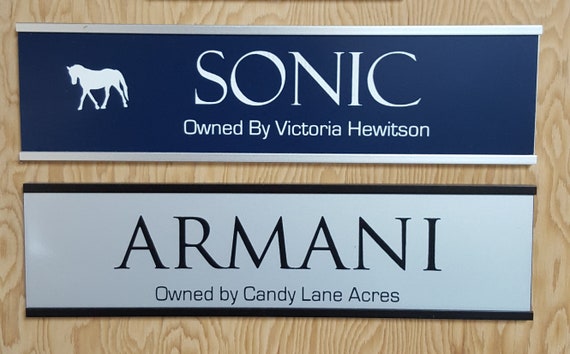 SONIC
Owned By Victoria Hewitson
ARMANI
Owned by Candy Lane Acres